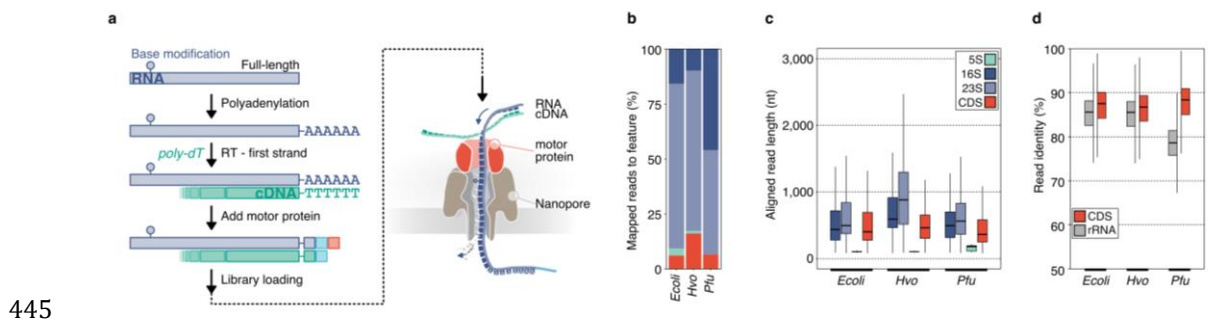 a
Base modification
Full-length
RNA
Polyadenylation
AAAAAA
poly-dT
RT - first strand
AAAAAA
cDNA
TTTTTT
Add motor protein
Library loading
RNA
cDNA
motor
protein
Nanopore
b
Mapped reads to feature (%)
100
75
50
25
0
Ecoli
Hvo
Pfu
c
Aligned read length (nt)
3,000
2,000
1,000
0
5S
16S
23S
CDS
Ecoli
Hvo
Pfu
d
Read identity (%)
100
90
80
70
60
50
CDS
rRNA
Ecoli
Hvo
Pfu
445